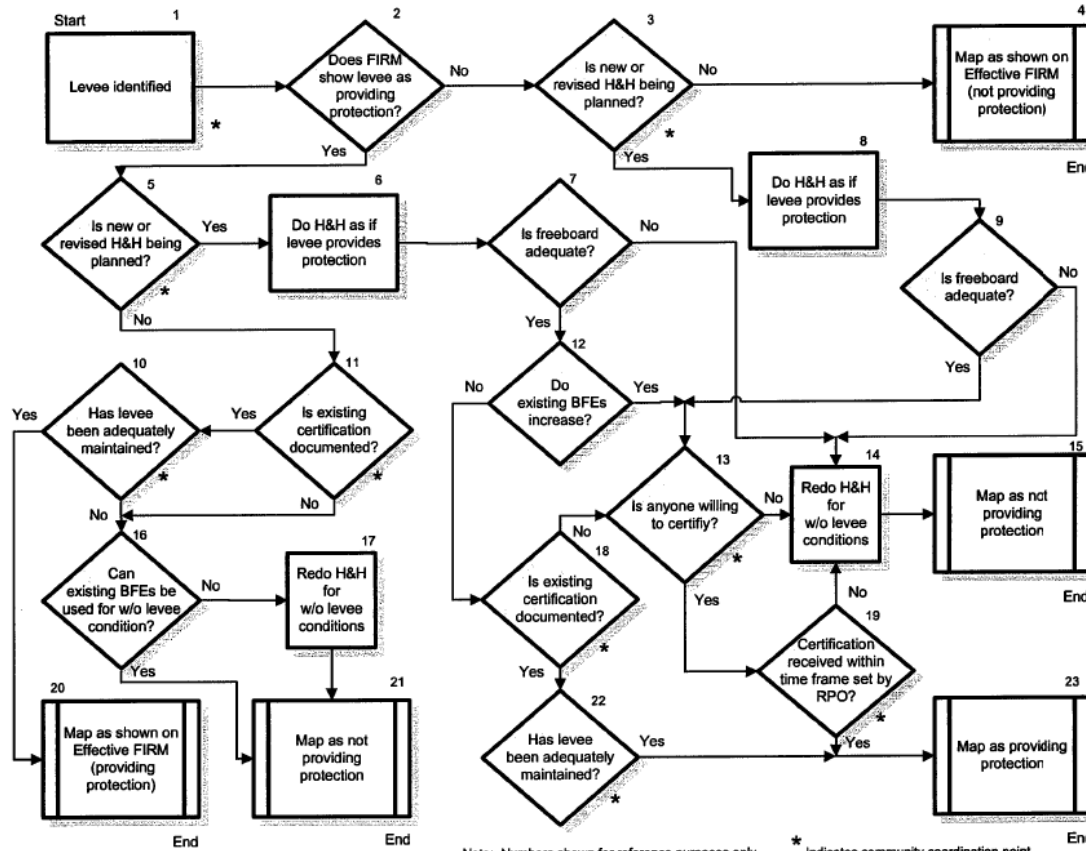 Start
1
Levee identified
*
2
Does FIRM
show levee as
providing
protection?
No
Yes
3
Is new or
revised H&H being
planned?
*
No
Yes
4
Map as shown on
Effective FIRM
(not providing
protection)
End
5
Is new or
revised H&H being
planned?
*
Yes
No
6
Do H&H as if
levee provides
protection
7
Is freeboard
adequate?
No
Yes
8
Do H&H as if
levee provides
protection
9
Is freeboard
adequate?
No
Yes
10
Has levee
been adequately
maintained?
*
Yes
No
11
Is existing
certification
documented?
*
Yes
No
12
Do
existing BFEs
increase?
No
Yes
13
Is anyone willing
to certifiy?
*
No
Yes
14
Redo H&H
for
w/o levee
conditions
15
Map as not
providing
protection
End
16
Can
existing BFEs be
used for w/o levee
condition?
No
Yes
17
Redo H&H
for
w/o levee
conditions
18
Is existing
certification
documented?
*
No
Yes
19
Certification
received within
time frame set by
RPO?
*
No
Yes
20
Map as shown on
Effective FIRM
(providing
protection)
End
21
Map as not
providing
protection
End
22
Has levee
been adequately
maintained?
*
Yes
23
Map as providing
protection
End
Note: Numbers shown for reference purposes only
* Indicates community coordination point